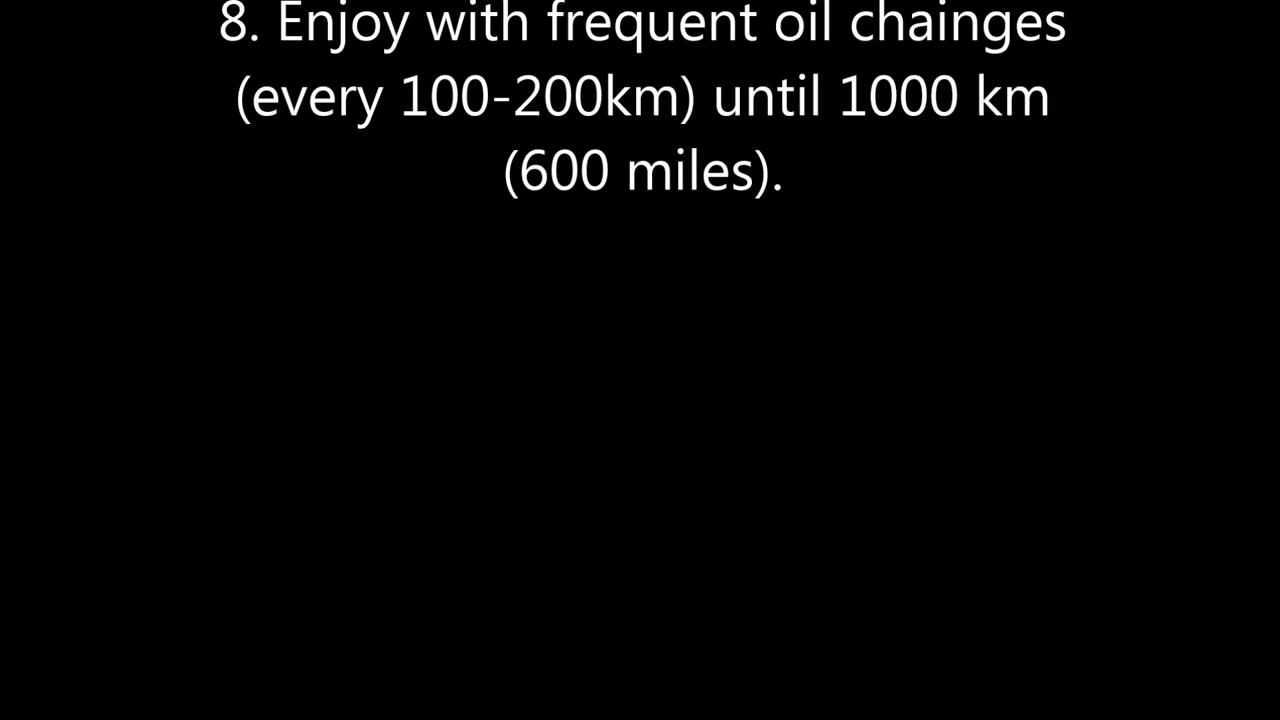 8. Enjoy with frequent oil chainges
(every 100-200km) until 1000 km
(600 miles).